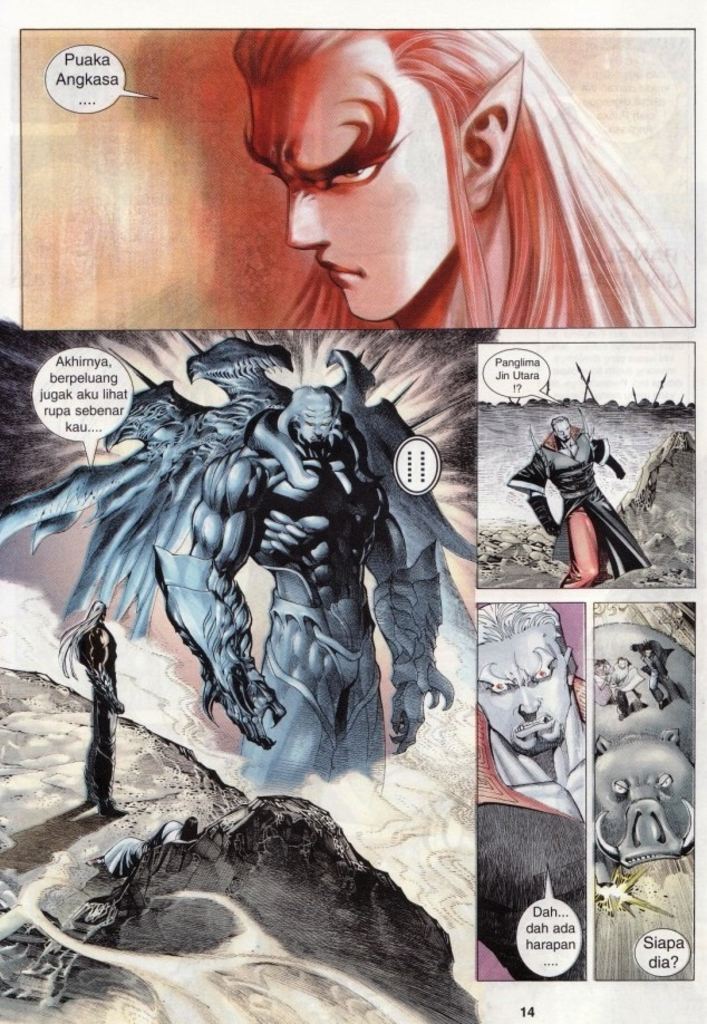 Puaka
Angkasa
....
Akhirnya,
berpeluang
jugak aku lihat
rupa sebenar
kau....
Panglima
Jin Utara
!?
Dah...
dah ada
harapan
....
Siapa
dia?
14